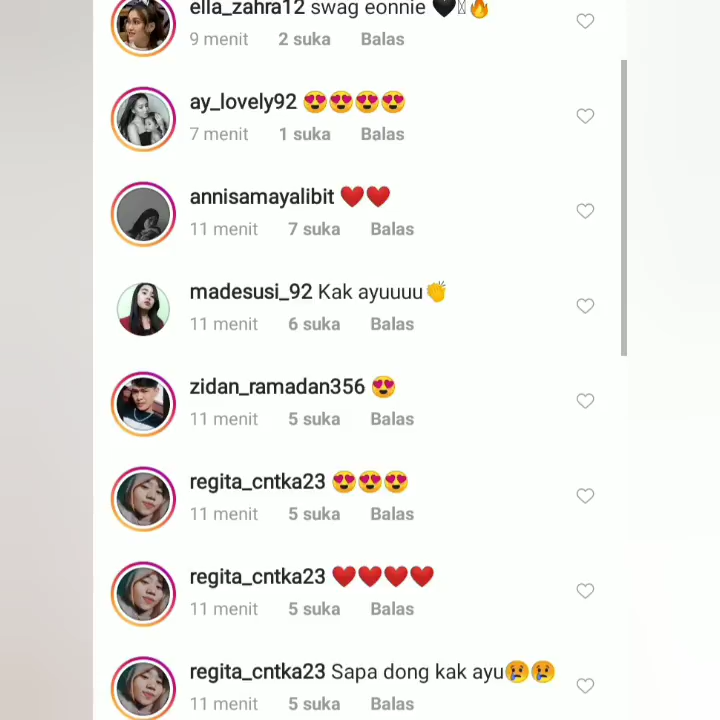 ella_zahra12 swag eonnie 🖤🔥
9 menit 2 suka Balas
ay_lovely92 😍😍😍😍
7 menit 1 suka Balas
annisamayalibit ❤️❤️
11 menit 7 suka Balas
madesusi_92 Kak ayuuuu👏
11 menit 6 suka Balas
zidan_ramadan356 😍
11 menit 5 suka Balas
regita_cntka23 😍😍😍
11 menit 5 suka Balas
regita_cntka23 ❤️❤️❤️❤️
11 menit 5 suka Balas
regita_cntka23 Sapa dong kak ayu😢😢
11 menit 5 suka Balas